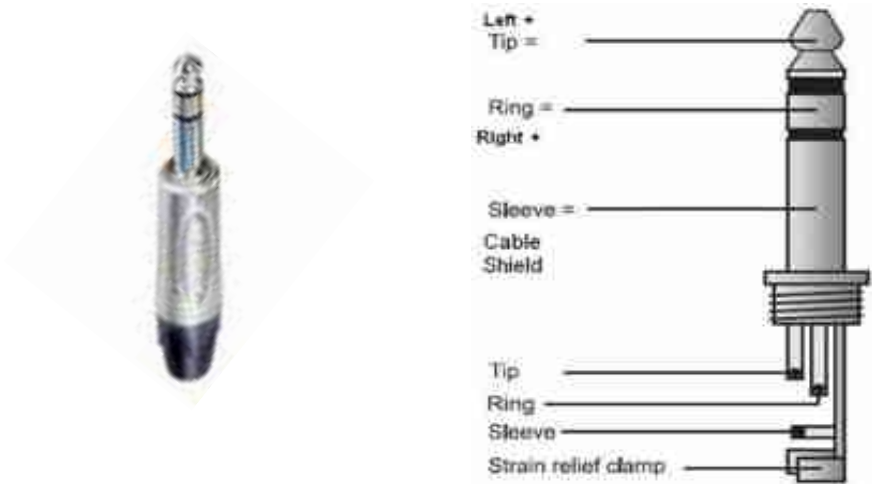 Left +
Tip =
Ring =
Right +
Sleeve =
Cable
Shield
Tip
Ring
Sleeve
Strain relief clamp